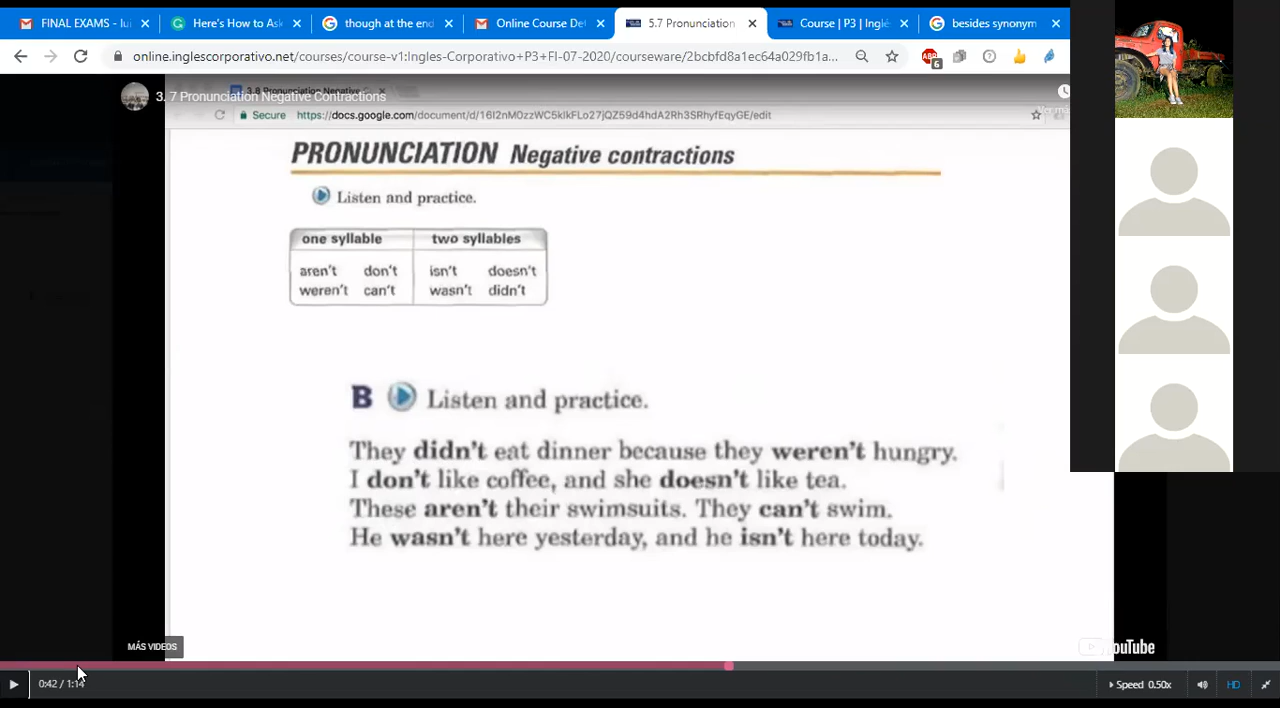 FINAL EXAMS - lui
Here's How to Ask
though at the end
Online Course De
5.7 Pronunciation
Course | P3 | Inglé
besides synonym
online.inglescorporativo.net/courses/course-v1:ingles-corporativo+P3+FI-07-2020/courseware/2bcbfd8a1ec64a029fb1a...
ABP
6
3. 7 Pronunciation Negative Contractions
Secure https://docs.google.com/document/d/16I2nM0zzWC5kIkFLo27jQZ59d4hdA2Rh3SRhyfEqyGE/edit
PRONUNCIATION Negative contractions
Listen and practice.
one syllable two syllables
aren't don't isn't doesn't
weren't can't wasn't didn't
B Listen and practice.
They didn't eat dinner because they weren't hungry.
I don't like coffee, and she doesn't like tea.
These aren't their swimsuits. They can't swim.
He wasn't here yesterday, and he isn't here today.
MÁS VIDEOS
YouTube
0:42 / 1:14
Speed 0.50x
HD